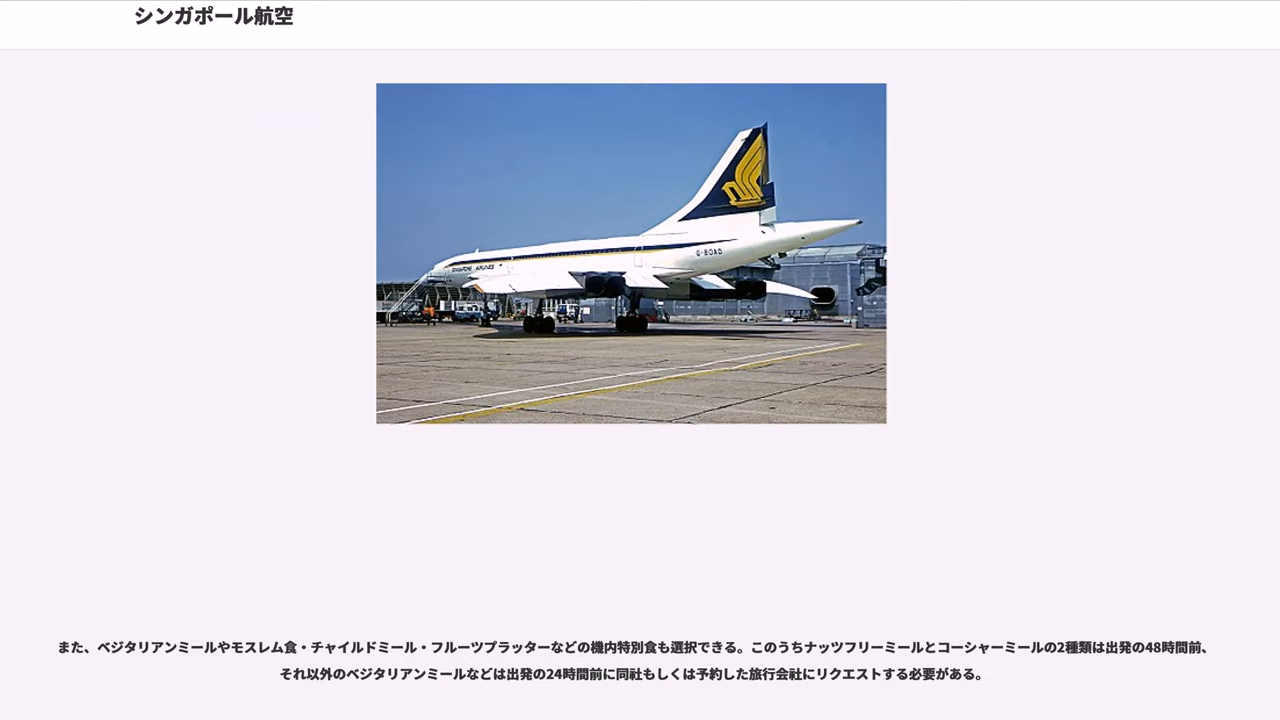 シンガポール航空
SINGAPORE AIRLINES
G-BOAD
また、ベジタリアンミールやモスレム食・チャイルドミール・フルーツプラッターなどの機内特別食も選択できる。このうちナッツフリーミールとコーシャーミールの2種類は出発の48時間前、
それ以外のベジタリアンミールなどは出発の24時間前に同社もしくは予約した旅行会社にリクエストする必要がある。